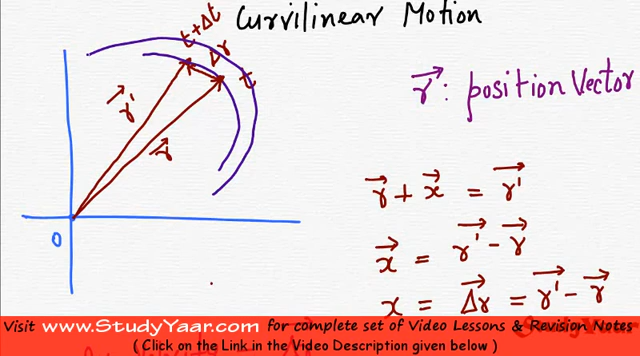 Curvilinear Motion
t+Δt
Δr
t
r⃗'
r⃗
r⃗ : position Vector
r⃗ + x⃗ = r⃗'
x⃗ = r⃗' - r⃗
x = Δ⃗r = r⃗' - r⃗
0
Visit www.StudyYaar.com for complete set of Video Lessons & Revision Notes
( Click on the Link in the Video Description given below )